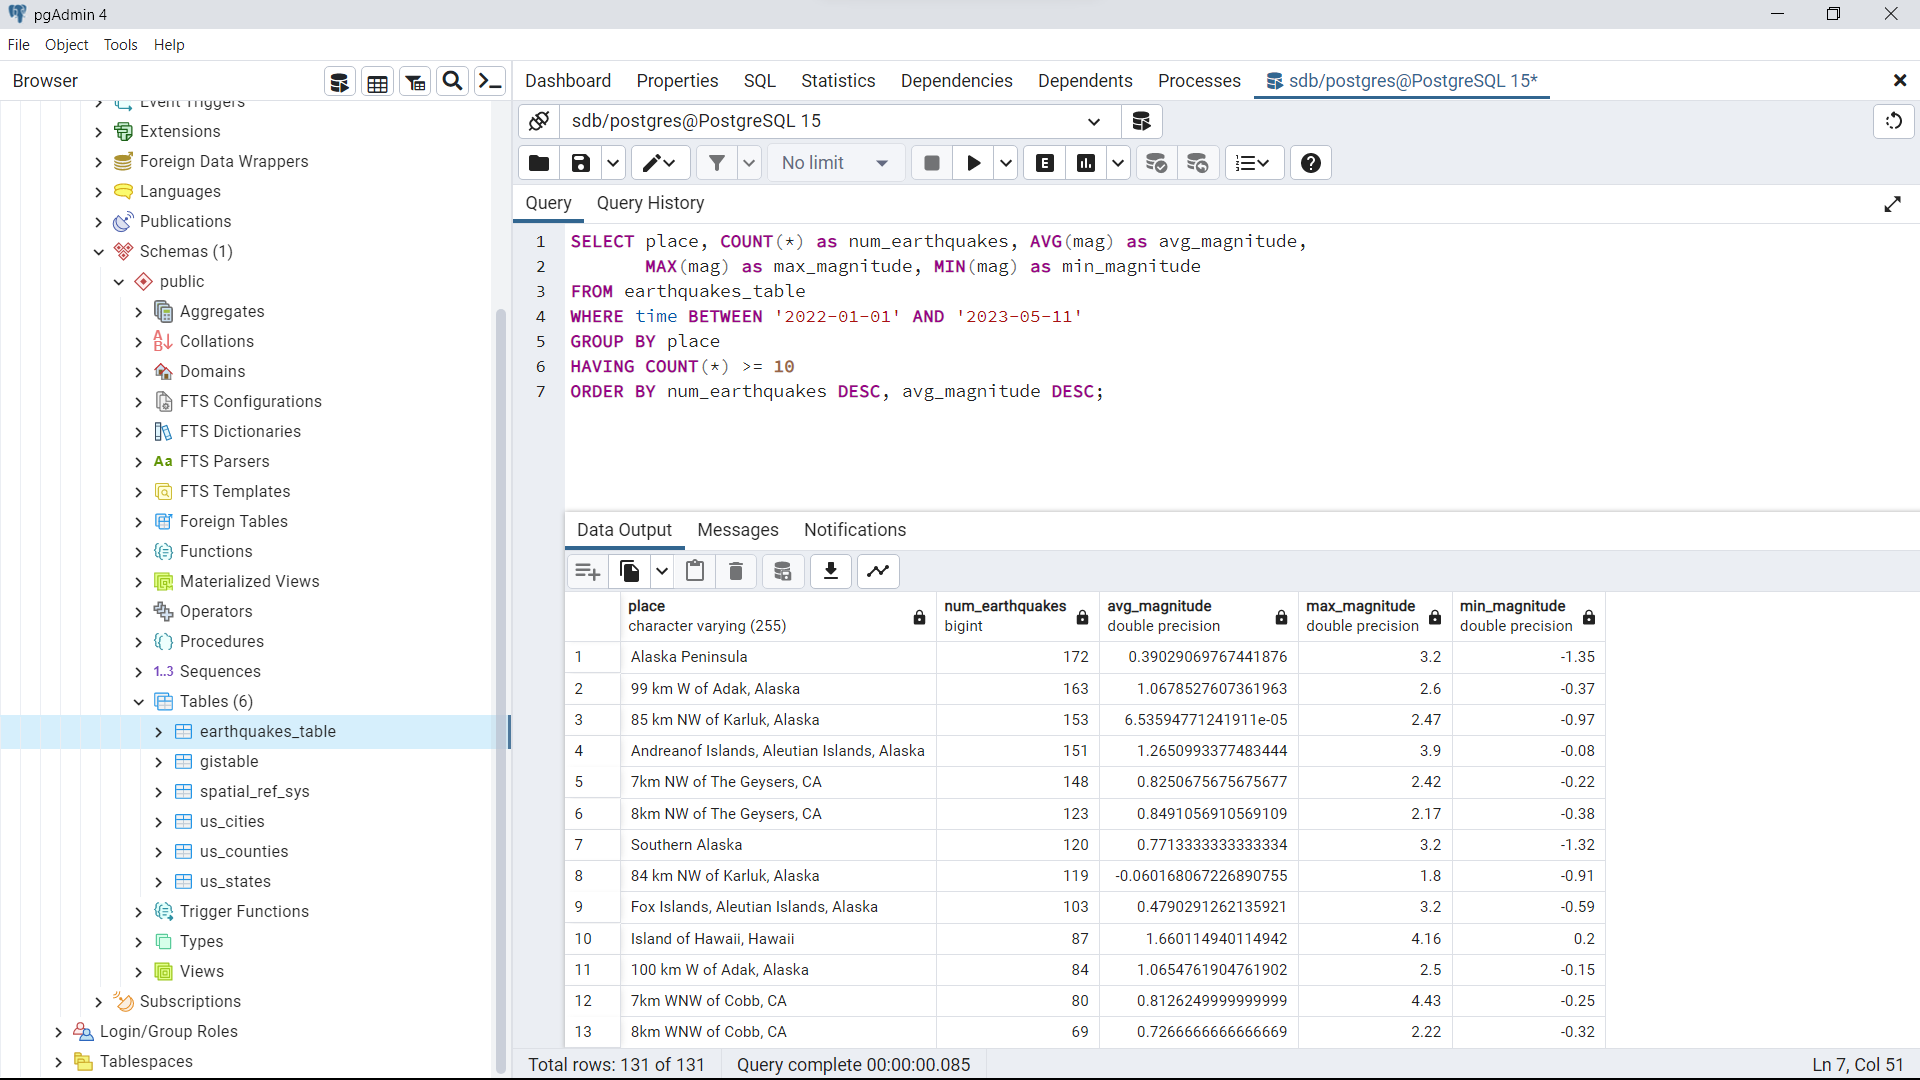 pgAdmin 4
File Object Tools Help
Browser
Event Triggers
Extensions
Foreign Data Wrappers
Languages
Publications
Schemas (1)
public
Aggregates
Collations
Domains
FTS Configurations
FTS Dictionaries
Aa FTS Parsers
FTS Templates
Foreign Tables
Functions
Materialized Views
Operators
Procedures
1..3 Sequences
Tables (6)
earthquakes_table
gistable
spatial_ref_sys
us_cities
us_counties
us_states
Trigger Functions
Types
Views
Subscriptions
Login/Group Roles
Tablespaces
Dashboard Properties SQL Statistics Dependencies Dependents Processes sdb/postgres@PostgreSQL 15*
sdb/postgres@PostgreSQL 15
No limit E
Query Query History
1 SELECT place, COUNT(*) as num_earthquakes, AVG(mag) as avg_magnitude,
2 MAX(mag) as max_magnitude, MIN(mag) as min_magnitude
3 FROM earthquakes_table
4 WHERE time BETWEEN '2022-01-01' AND '2023-05-11'
5 GROUP BY place
6 HAVING COUNT(*) >= 10
7 ORDER BY num_earthquakes DESC, avg_magnitude DESC;
Data Output Messages Notifications
place num_earthquakes avg_magnitude max_magnitude min_magnitude
character varying (255) bigint double precision double precision double precision
1 Alaska Peninsula 172 0.39029069767441876 3.2 -1.35
2 99 km W of Adak, Alaska 163 1.0678527607361963 2.6 -0.37
3 85 km NW of Karluk, Alaska 153 6.53594771241911e-05 2.47 -0.97
4 Andreanof Islands, Aleutian Islands, Alaska 151 1.2650993377483444 3.9 -0.08
5 7km NW of The Geysers, CA 148 0.8250675675675677 2.42 -0.22
6 8km NW of The Geysers, CA 123 0.8491056910569109 2.17 -0.38
7 Southern Alaska 120 0.7713333333333334 3.2 -1.32
8 84 km NW of Karluk, Alaska 119 -0.060168067226890755 1.8 -0.91
9 Fox Islands, Aleutian Islands, Alaska 103 0.4790291262135921 3.2 -0.59
10 Island of Hawaii, Hawaii 87 1.660114940114942 4.16 0.2
11 100 km W of Adak, Alaska 84 1.0654761904761902 2.5 -0.15
12 7km WNW of Cobb, CA 80 0.8126249999999999 4.43 -0.25
13 8km WNW of Cobb, CA 69 0.7266666666666669 2.22 -0.32
Total rows: 131 of 131 Query complete 00:00:00.085 Ln 7, Col 51